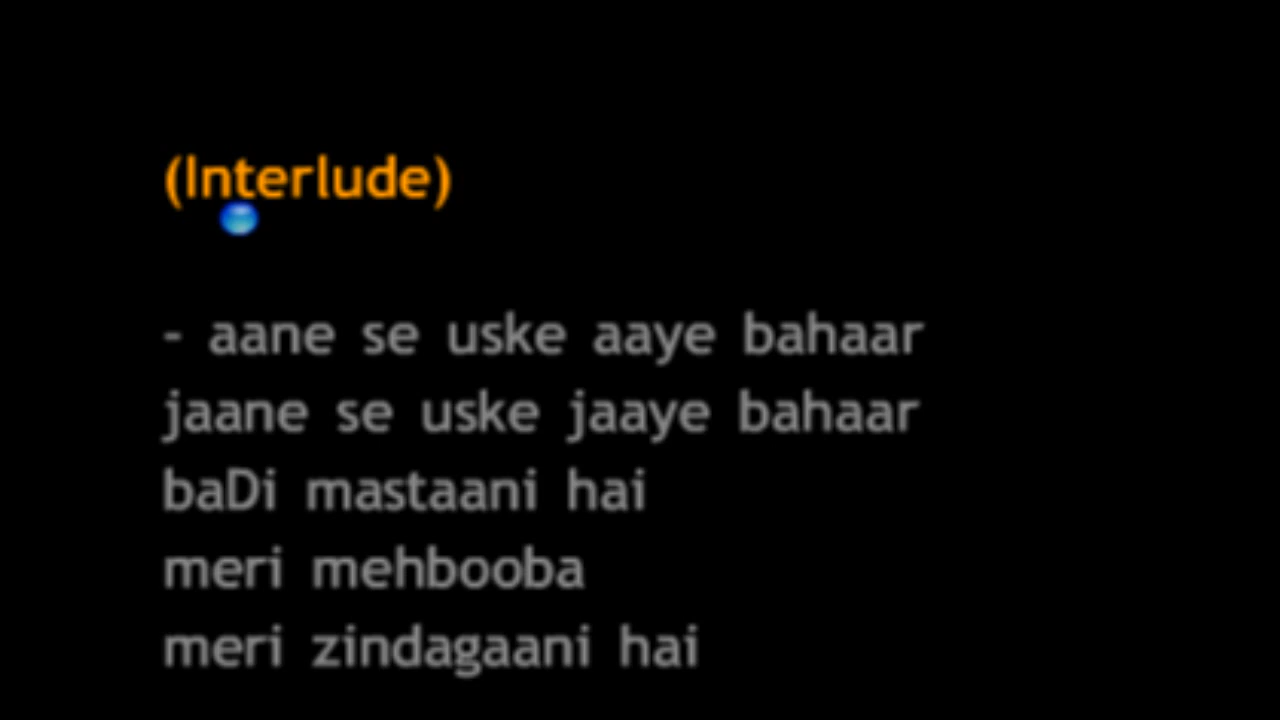 (Interlude)
- aane se uske aaye bahaar
jaane se uske jaaye bahaar
baDi mastaani hai
meri mehbooba
meri zindagaani hai